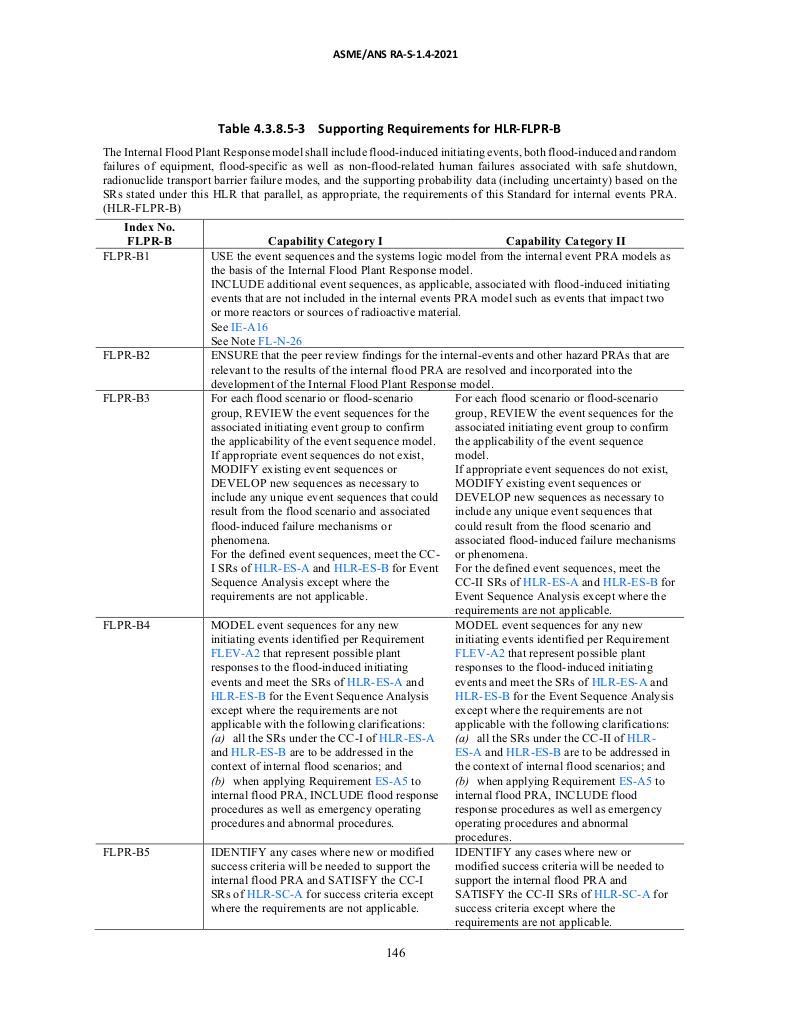 ASME/ANS RA-S-1.4-2021
Table 4.3.8.5-3 Supporting Requirements for HLR-FLPR-B
The Internal Flood Plant Response model shall include flood-induced initiating events, both flood-induced and random
failures of equipment, flood-specific as well as non-flood-related human failures associated with safe shutdown,
radionuclide transport barrier failure modes, and the supporting probability data (including uncertainty) based on the
SRs stated under this HLR that parallel, as appropriate, the requirements of this Standard for internal events PRA.
(HLR-FLPR-B)
Index No.
FLPR-B
Capability Category I
Capability Category II
FLPR-B1
USE the event sequences and the systems logic model from the internal event PRA models as
the basis of the Internal Flood Plant Response model.
INCLUDE additional event sequences, as applicable, associated with flood-induced initiating
events that are not included in the internal events PRA model such as events that impact two
or more reactors or sources of radioactive material.
See IE-A16
See Note FL-N-26
FLPR-B2
ENSURE that the peer review findings for the internal-events and other hazard PRAs that are
relevant to the results of the internal flood PRA are resolved and incorporated into the
development of the Internal Flood Plant Response model.
FLPR-B3
For each flood scenario or flood-scenario
group, REVIEW the event sequences for the
associated initiating event group to confirm
the applicability of the event sequence model.
If appropriate event sequences do not exist,
MODIFY existing event sequences or
DEVELOP new sequences as necessary to
include any unique event sequences that could
result from the flood scenario and associated
flood-induced failure mechanisms or
phenomena.
For the defined event sequences, meet the CC-
I SRs of HLR-ES-A and HLR-ES-B for Event
Sequence Analysis except where the
requirements are not applicable.
For each flood scenario or flood-scenario
group, REVIEW the event sequences for the
associated initiating event group to confirm
the applicability of the event sequence
model.
If appropriate event sequences do not exist,
MODIFY existing event sequences or
DEVELOP new sequences as necessary to
include any unique event sequences that
could result from the flood scenario and
associated flood-induced failure mechanisms
or phenomena.
For the defined event sequences, meet the
CC-II SRs of HLR-ES-A and HLR-ES-B for
Event Sequence Analysis except where the
requirements are not applicable.
FLPR-B4
MODEL event sequences for any new
initiating events identified per Requirement
FLEV-A2 that represent possible plant
responses to the flood-induced initiating
events and meet the SRs of HLR-ES-A and
HLR-ES-B for the Event Sequence Analysis
except where the requirements are not
applicable with the following clarifications:
(a) all the SRs under the CC-I of HLR-ES-A
and HLR-ES-B are to be addressed in the
context of internal flood scenarios; and
(b) when applying Requirement ES-A5 to
internal flood PRA, INCLUDE flood response
procedures as well as emergency operating
procedures and abnormal procedures.
MODEL event sequences for any new
initiating events identified per Requirement
FLEV-A2 that represent possible plant
responses to the flood-induced initiating
events and meet the SRs of HLR-ES-A and
HLR-ES-B for the Event Sequence Analysis
except where the requirements are not
applicable with the following clarifications:
(a) all the SRs under the CC-II of HLR-
ES-A and HLR-ES-B are to be addressed in
the context of internal flood scenarios; and
(b) when applying Requirement ES-A5 to
internal flood PRA, INCLUDE flood
response procedures as well as emergency
operating procedures and abnormal
procedures.
FLPR-B5
IDENTIFY any cases where new or modified
success criteria will be needed to support the
internal flood PRA and SATISFY the CC-I
SRs of HLR-SC-A for success criteria except
where the requirements are not applicable.
IDENTIFY any cases where new or
modified success criteria will be needed to
support the internal flood PRA and
SATISFY the CC-II SRs of HLR-SC-A for
success criteria except where the
requirements are not applicable.
146